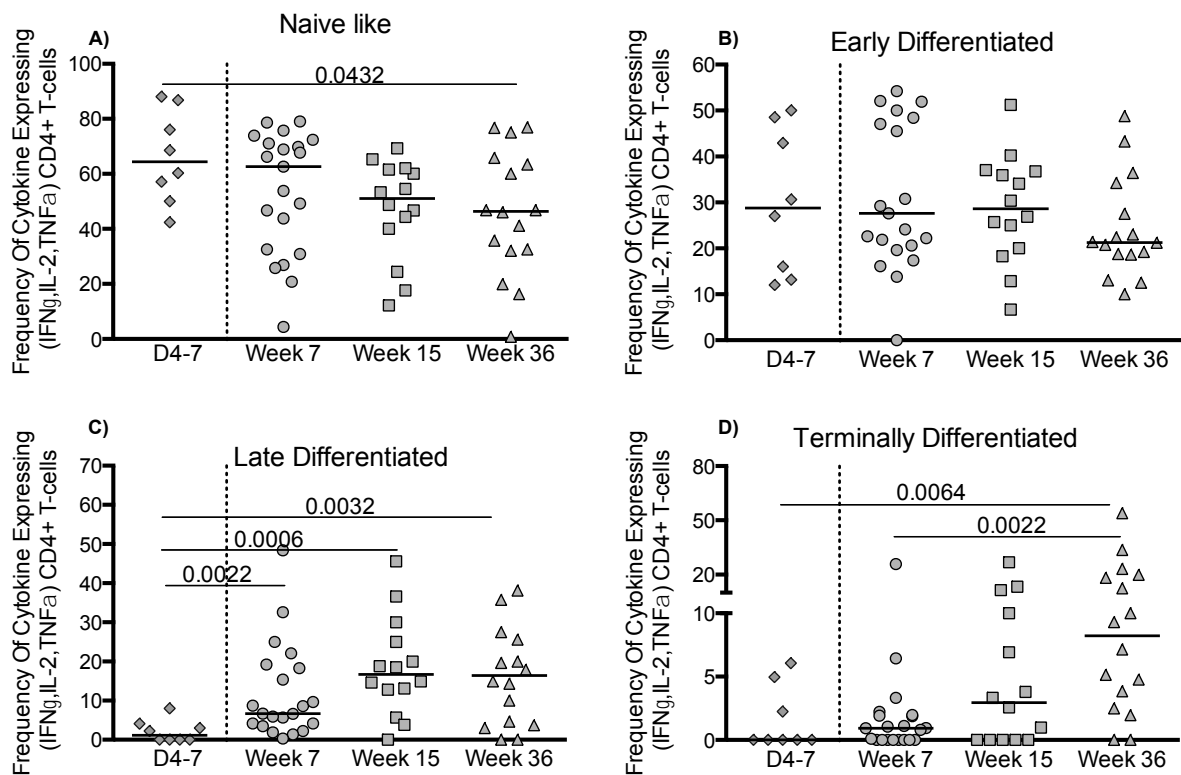 A)
Naive like
Frequency Of Cytokine Expressing
(IFNg,IL-2,TNFa) CD4+ T-cells
100
80
60
40
20
0
0.0432
D4-7
Week 7
Week 15
Week 36
B)
Early Differentiated
Frequency Of Cytokine Expressing
(IFNg,IL-2,TNFa) CD4+ T-cells
60
50
40
30
20
10
0
D4-7
Week 7
Week 15
Week 36
C)
Late Differentiated
Frequency Of Cytokine Expressing
(IFNg,IL-2,TNFa) CD4+ T-cells
70
60
50
40
30
20
10
0
0.0032
0.0006
0.0022
D4-7
Week 7
Week 15
Week 36
D)
Terminally Differentiated
Frequency Of Cytokine Expressing
(IFNg,IL-2,TNFa) CD4+ T-cells
80
50
20
10
5
0
0.0064
0.0022
D4-7
Week 7
Week 15
Week 36